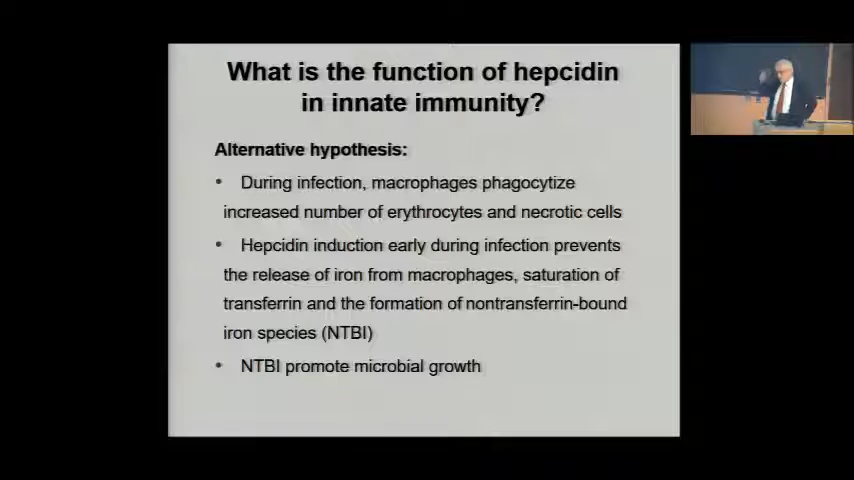 What is the function of hepcidin
in innate immunity?
Alternative hypothesis:
• During infection, macrophages phagocytize
increased number of erythrocytes and necrotic cells
• Hepcidin induction early during infection prevents
the release of iron from macrophages, saturation of
transferrin and the formation of nontransferrin-bound
iron species (NTBI)
• NTBI promote microbial growth